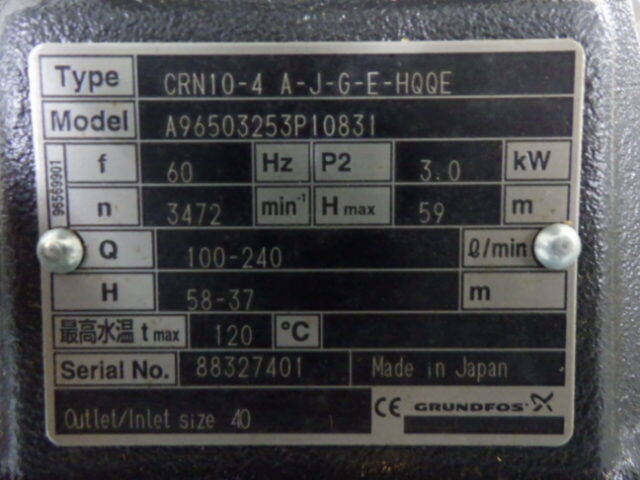 Type CRN10-4 A-J-G-E-HQQE
Model A96503253P10831
f 60 Hz P2 3.0 kW
n 3472 min⁻¹ H max 59 m
Q 100-240 ℓ/min
H 58-37 m
最高水温 t max 120 °C
Serial No. 88327401 Made in Japan
Outlet/Inlet size 40 CE GRUNDFOS